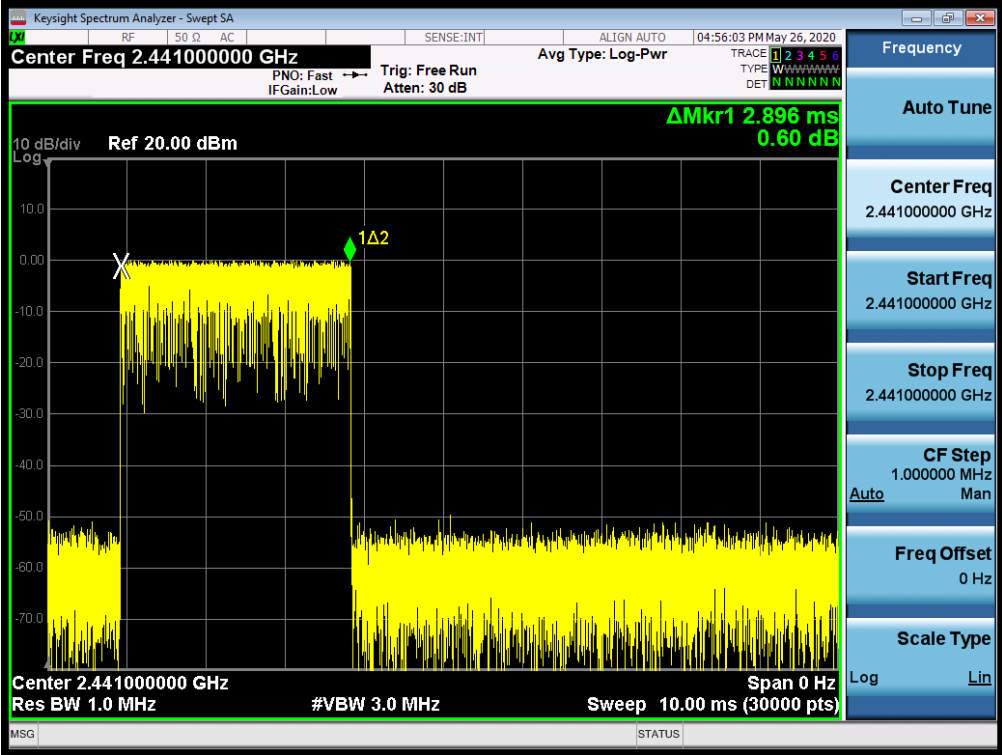 Keysight Spectrum Analyzer - Swept SA
LXI RF 50 Ω AC SENSE:INT ALIGN AUTO 04:56:03 PM May 26, 2020
Center Freq 2.441000000 GHz
PNO: Fast
IFGain:Low
Trig: Free Run
Atten: 30 dB
Avg Type: Log-Pwr
TRACE 1 2 3 4 5 6
TYPE WWWWWW
DET N N N N N N
ΔMkr1 2.896 ms
0.60 dB
10 dB/div
Log
Ref 20.00 dBm
10.0
0.00
-10.0
-20.0
-30.0
-40.0
-50.0
-60.0
-70.0
X
1Δ2
Center 2.441000000 GHz
Span 0 Hz
Res BW 1.0 MHz
#VBW 3.0 MHz
Sweep 10.00 ms (30000 pts)
MSG
STATUS
Frequency
Auto Tune
Center Freq
2.441000000 GHz
Start Freq
2.441000000 GHz
Stop Freq
2.441000000 GHz
CF Step
1.000000 MHz
Auto Man
Freq Offset
0 Hz
Scale Type
Log Lin